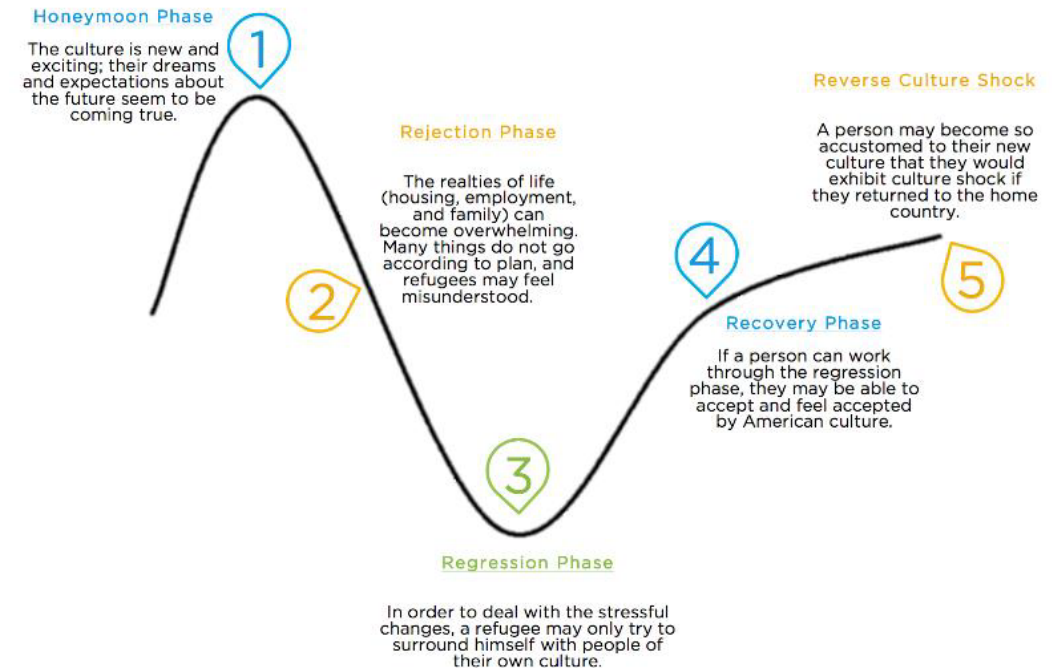 Honeymoon Phase
The culture is new and
exciting; their dreams
and expectations about
the future seem to be
coming true.
1
Rejection Phase
The realties of life
(housing, employment,
and family) can
become overwhelming.
Many things do not go
according to plan, and
refugees may feel
misunderstood.
2
3
Regression Phase
In order to deal with the stressful
changes, a refugee may only try to
surround himself with people of
their own culture.
4
Recovery Phase
If a person can work
through the regression
phase, they may be able to
accept and feel accepted
by American culture.
Reverse Culture Shock
A person may become so
accustomed to their new
culture that they would
exhibit culture shock if
they returned to the home
country.
5